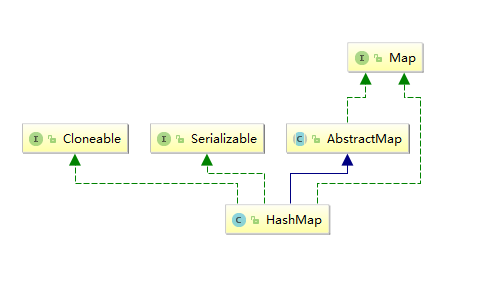 I Map
I Cloneable
I Serializable
C AbstractMap
C HashMap